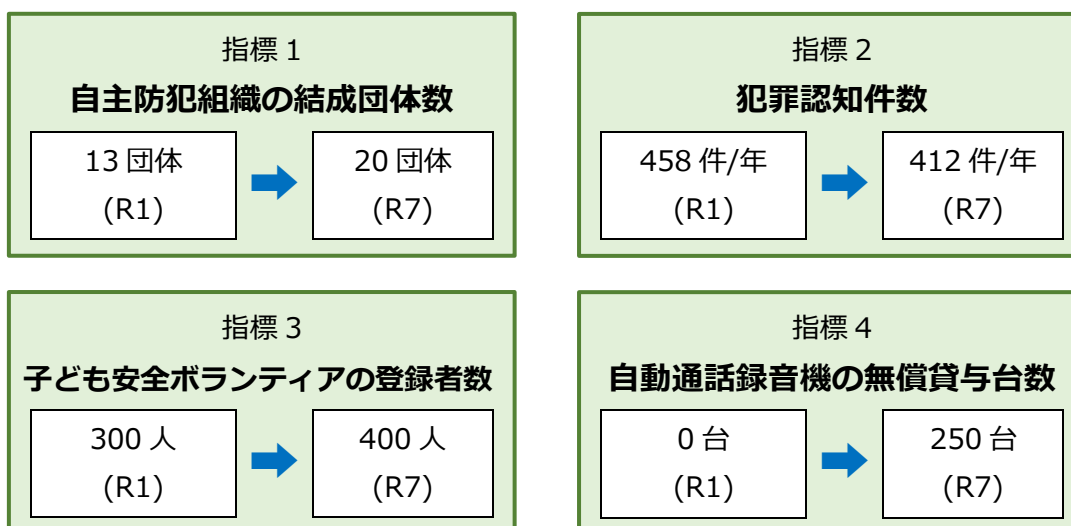 指標1
自主防犯組織の結成団体数
13 団体
(R1)
20 団体
(R7)
指標2
犯罪認知件数
458 件/年
(R1)
412 件/年
(R7)
指標3
子ども安全ボランティアの登録者数
300 人
(R1)
400 人
(R7)
指標4
自動通話録音機の無償貸与台数
0 台
(R1)
250 台
(R7)